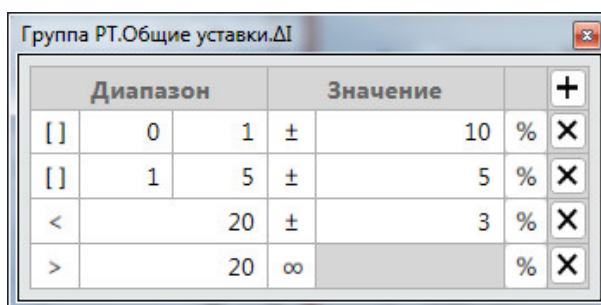 Группа РТ.Общие уставки.ΔI
Диапазон Значение +
[ ] 0 1 ± 10 % ×
[ ] 1 5 ± 5 % ×
< 20 ± 3 % ×
> 20 ∞ % ×